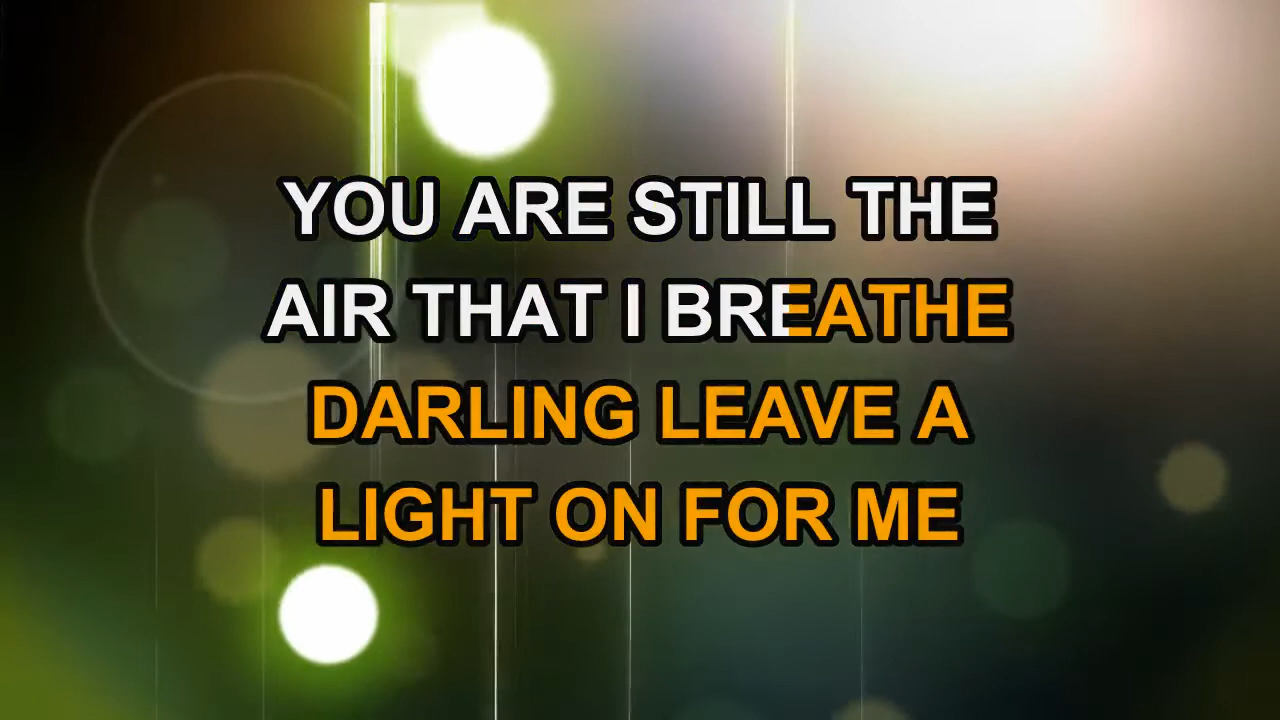 YOU ARE STILL THE
AIR THAT I BREATHE
DARLING LEAVE A
LIGHT ON FOR ME